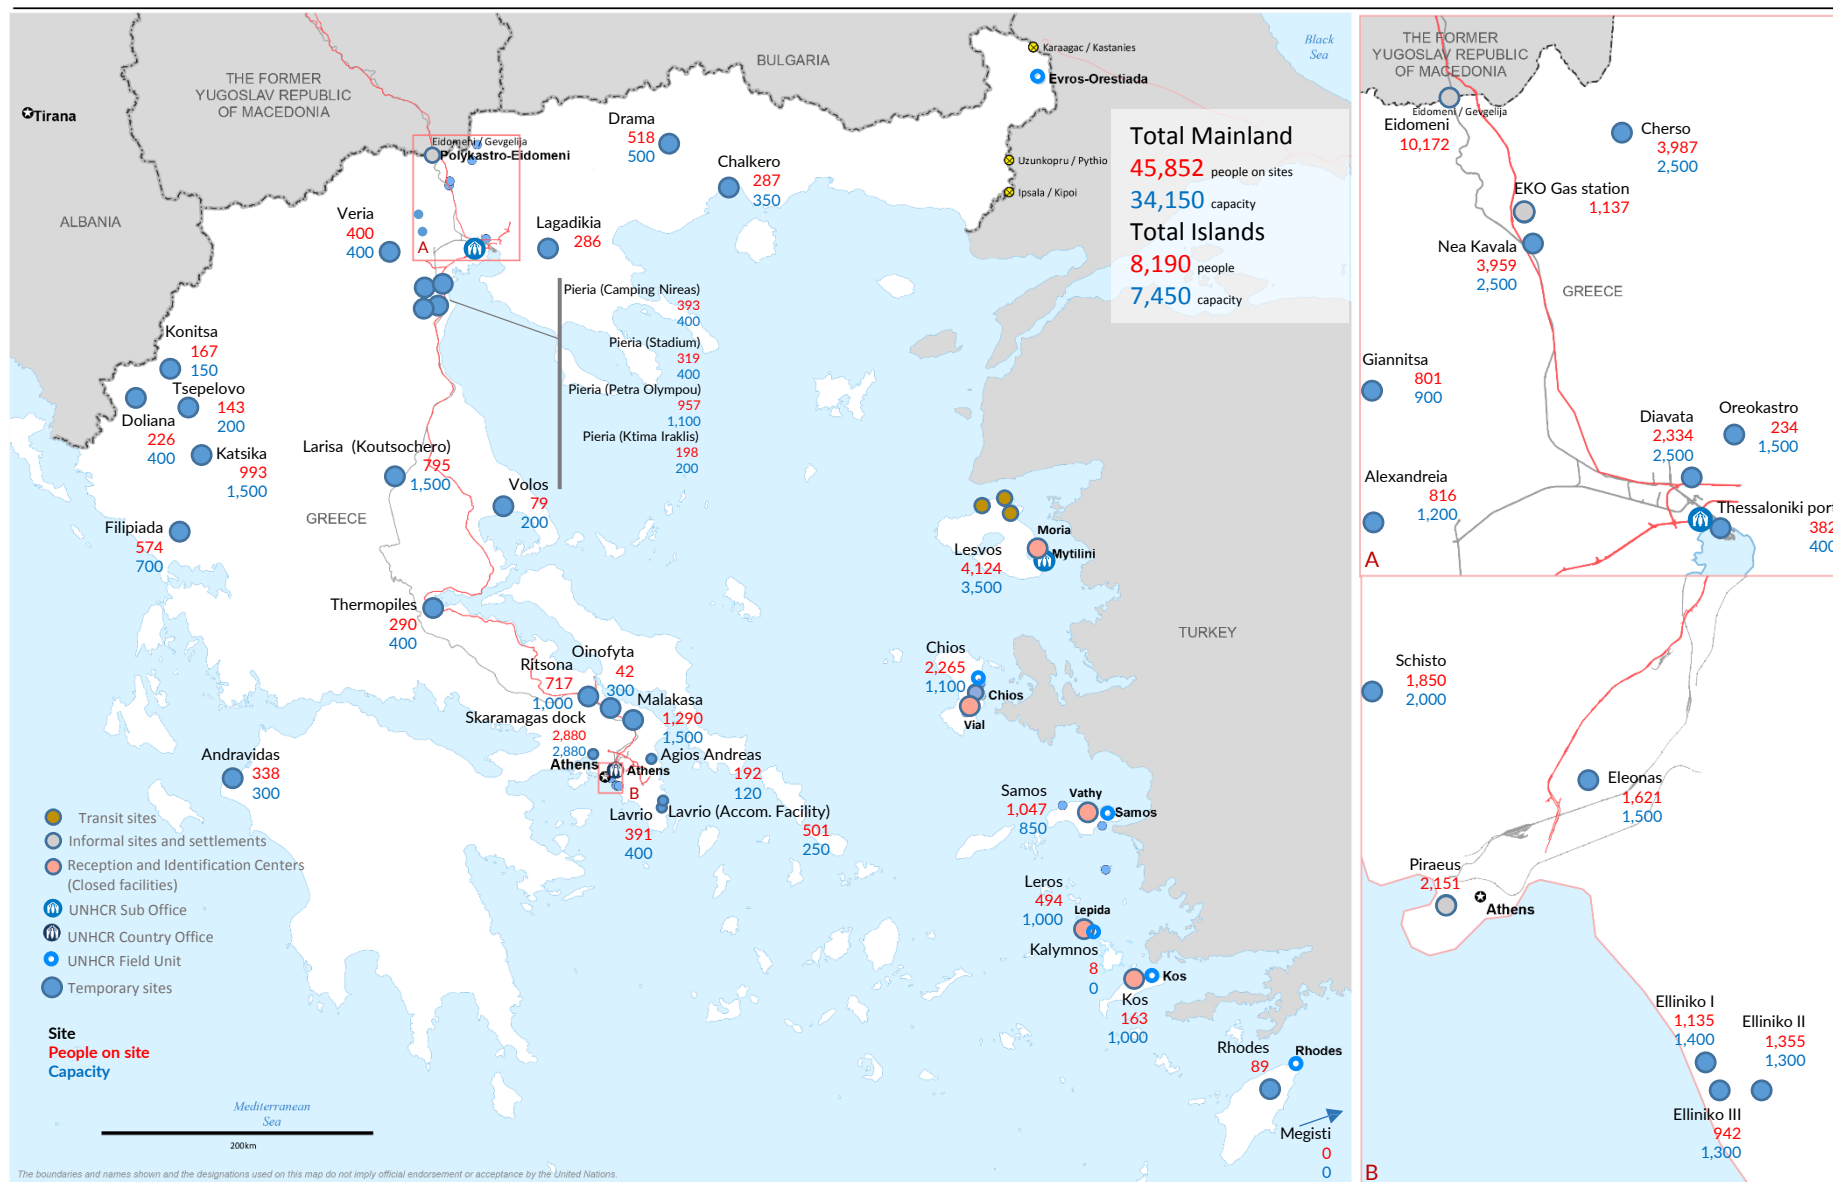 Black
Sea
Karaagac / Kastanies
Evros-Orestiada
BULGARIA
THE FORMER
YUGOSLAV REPUBLIC
OF MACEDONIA
Tirana
ALBANIA
Eidomeni / Gevgelija
Polykastro-Eidomeni
Drama
518
500
Chalkero
287
350
Uzunkopru / Pythio
Ipsala / Kipoi
Total Mainland
45,852 people on sites
34,150 capacity
Total Islands
8,190 people
7,450 capacity
Veria
400
400
A
Lagadikia
286
Pieria (Camping Nireas)
393
400
Pieria (Stadium)
319
400
Pieria (Petra Olympou)
957
1,100
Pieria (Ktima Iraklis)
198
200
Konitsa
167
150
Tsepelovo
143
200
Doliana
226
400
Katsika
993
1,500
Larisa (Koutsochero)
795
1,500
Volos
79
200
GREECE
Filipiada
574
700
Thermopiles
290
400
Oinofyta
42
300
Ritsona
717
1,000
Malakasa
1,290
1,500
Skaramagas dock
2,880
2,880
Athens
Athens
B
Agios Andreas
192
120
Lavrio
391
400
Lavrio (Accom. Facility)
501
250
Andravidas
338
300
Moria
Mytilini
Lesvos
4,124
3,500
TURKEY
Chios
2,265
1,100
Chios
Vial
Samos
1,047
850
Vathy
Samos
Leros
494
1,000
Lepida
Kalymnos
8
0
Kos
Kos
163
1,000
Rhodes
89
Rhodes
Megisti
0
0
Transit sites
Informal sites and settlements
Reception and Identification Centers
(Closed facilities)
UNHCR Sub Office
UNHCR Country Office
UNHCR Field Unit
Temporary sites
Site
People on site
Capacity
Mediterranean
Sea
200km
The boundaries and names shown and the designations used on this map do not imply official endorsement or acceptance by the United Nations.
THE FORMER
YUGOSLAV REPUBLIC
OF MACEDONIA
Eidomeni / Gevgelija
Eidomeni
10,172
Cherso
3,987
2,500
EKO Gas station
1,137
Nea Kavala
3,959
2,500
GREECE
Giannitsa
801
900
Diavata
2,334
2,500
Oreokastro
234
1,500
Alexandreia
816
1,200
Thessaloniki port
382
400
A
Schisto
1,850
2,000
Eleonas
1,621
1,500
Piraeus
2,151
Athens
Elliniko I
1,135
1,400
Elliniko II
1,355
1,300
Elliniko III
942
1,300
B